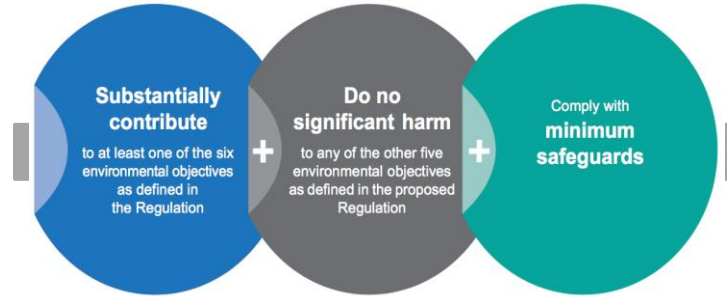 Substantially
contribute
to at least one of the six
environmental objectives
as defined in
the Regulation
+
Do no
significant harm
to any of the other five
environmental objectives
as defined in the proposed
Regulation
+
Comply with
minimum
safeguards